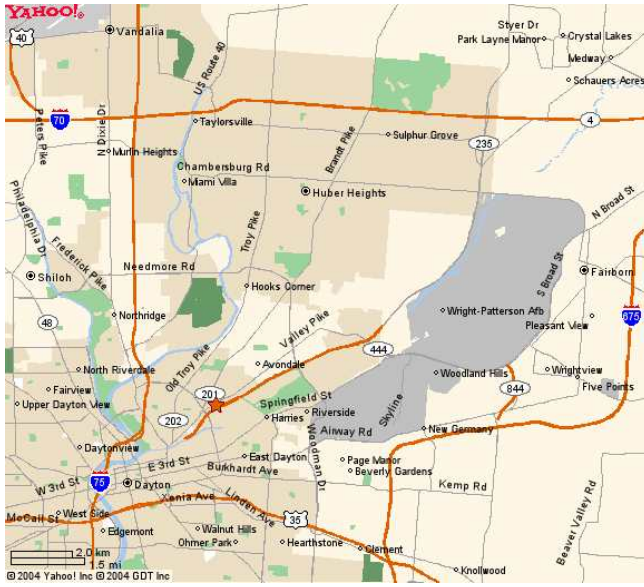 YAHOO!®
40
Vandalia
Styer Dr
Park Layne Manor
Crystal Lakes
Medway
Schauers Acres
US Route 40
Peters Pike
N Dixie Dr
70
Taylorsville
Brandt Pike
Sulphur Grove
4
235
Murlin Heights
Chambersburg Rd
Miami Villa
Huber Heights
Philadelphia Dr
Frederick Pike
Troy Pike
N Broad St
Needmore Rd
Shiloh
Hooks Corner
S Broad St
Fairborn
48
Northridge
Valley Pike
Wright-Patterson Afb
675
Pleasant View
Old Troy Pike
444
North Riverdale
Avondale
Woodland Hills
Wrightview
Fairview
201
844
Five Points
Upper Dayton View
Springfield St
Skyline
202
Harries
Riverside
Airway Rd
New Germany
Daytonview
E 3rd St
East Dayton
Woodman Dr
Page Manor
Burkhardt Ave
Beverly Gardens
W 3rd St
75
Dayton
Kemp Rd
Xenia Ave
Linden Ave
Beaver Valley Rd
McCall St
West Side
35
Edgemont
Walnut Hills
Ohmer Park
Hearthstone
Clement
2.0 km
1.5 mi
Knollwood
©2004 Yahoo! Inc ©2004 GDT Inc